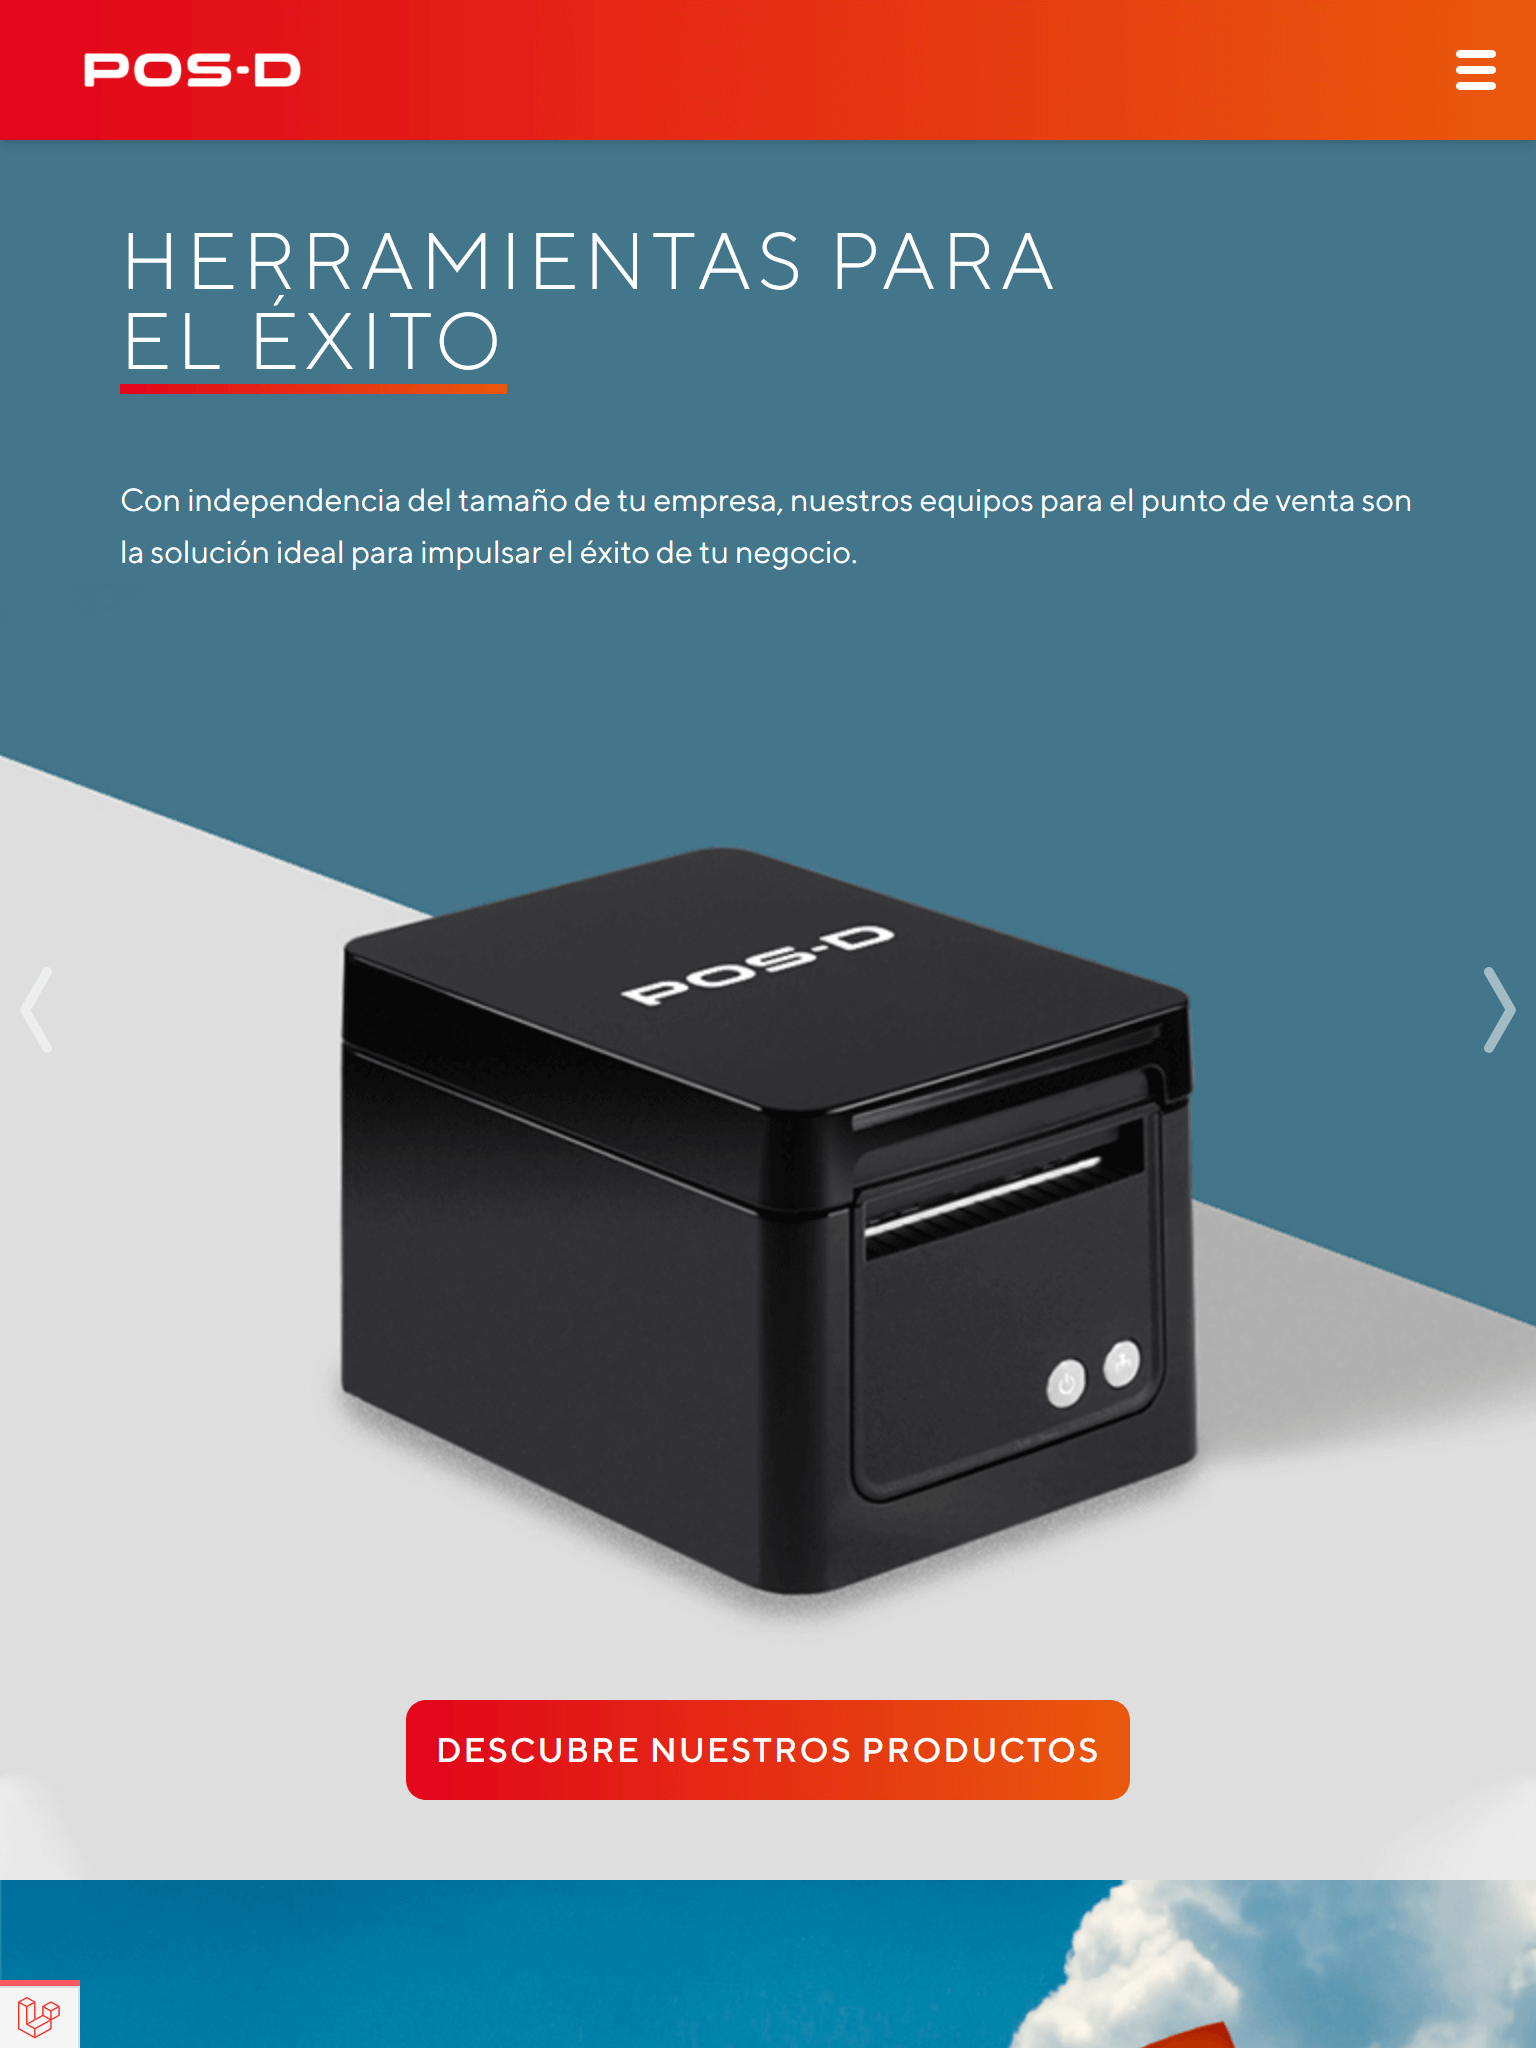 POS-D
HERRAMIENTAS PARA
EL ÉXITO
Con independencia del tamaño de tu empresa, nuestros equipos para el punto de venta son
la solución ideal para impulsar el éxito de tu negocio.
POS-D
DESCUBRE NUESTROS PRODUCTOS